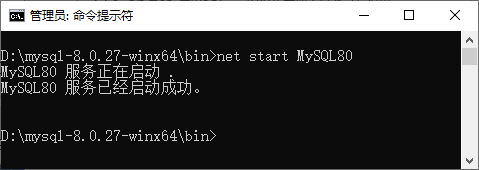 管理员: 命令提示符
D:\mysql-8.0.27-winx64\bin>net start MySQL80
MySQL80 服务正在启动 .
MySQL80 服务已经启动成功。
D:\mysql-8.0.27-winx64\bin>